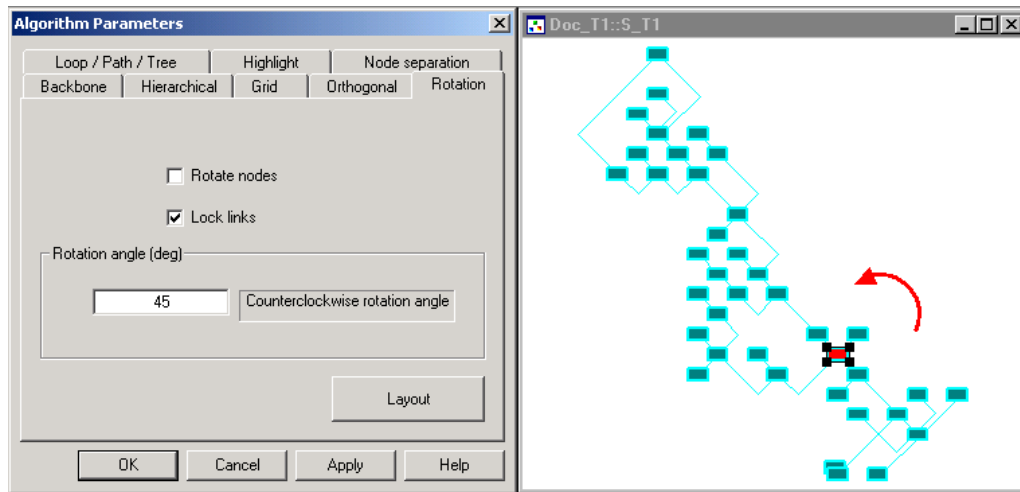 Algorithm Parameters
Loop / Path / Tree Highlight Node separation
Backbone Hierarchical Grid Orthogonal Rotation
Rotate nodes
Lock links
Rotation angle (deg)
45 Counterclockwise rotation angle
Layout
OK Cancel Apply Help
Doc_T1::S_T1